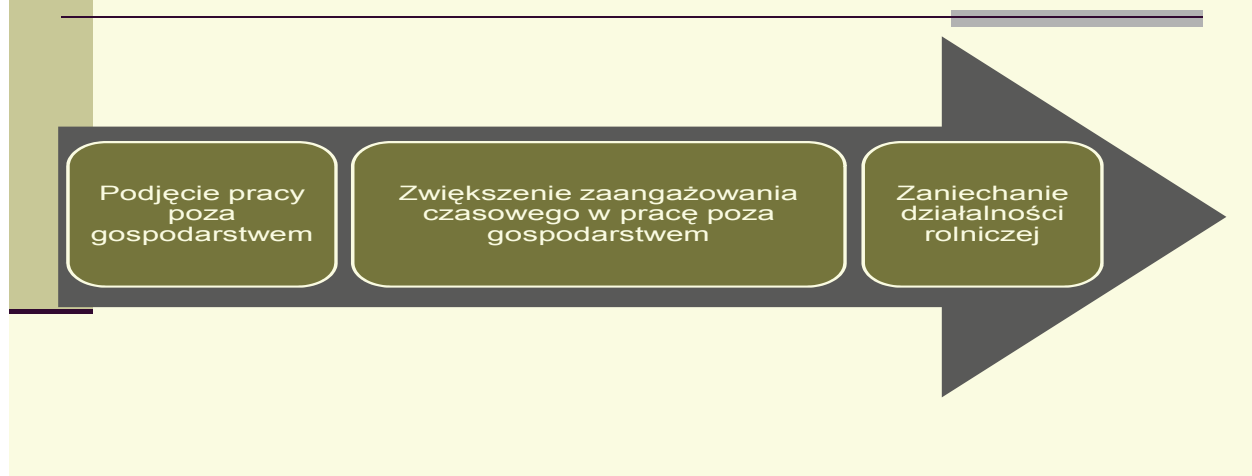 Podjęcie pracy
poza
gospodarstwem
Zwiększenie zaangażowania
czasowego w pracę poza
gospodarstwem
Zaniechanie
działalności
rolniczej